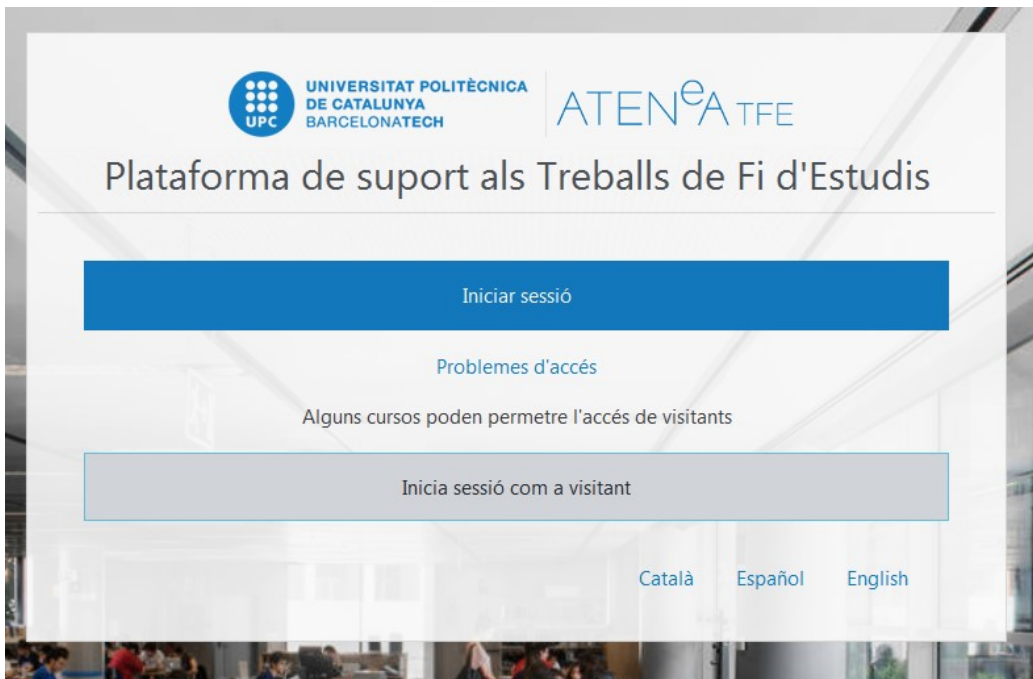 UNIVERSITAT POLITÈCNICA
DE CATALUNYA
BARCELONATECH
UPC
ATENeA TFE
Plataforma de suport als Treballs de Fi d'Estudis
Iniciar sessió
Problemes d'accés
Alguns cursos poden permetre l'accés de visitants
Inicia sessió com a visitant
Català Español English